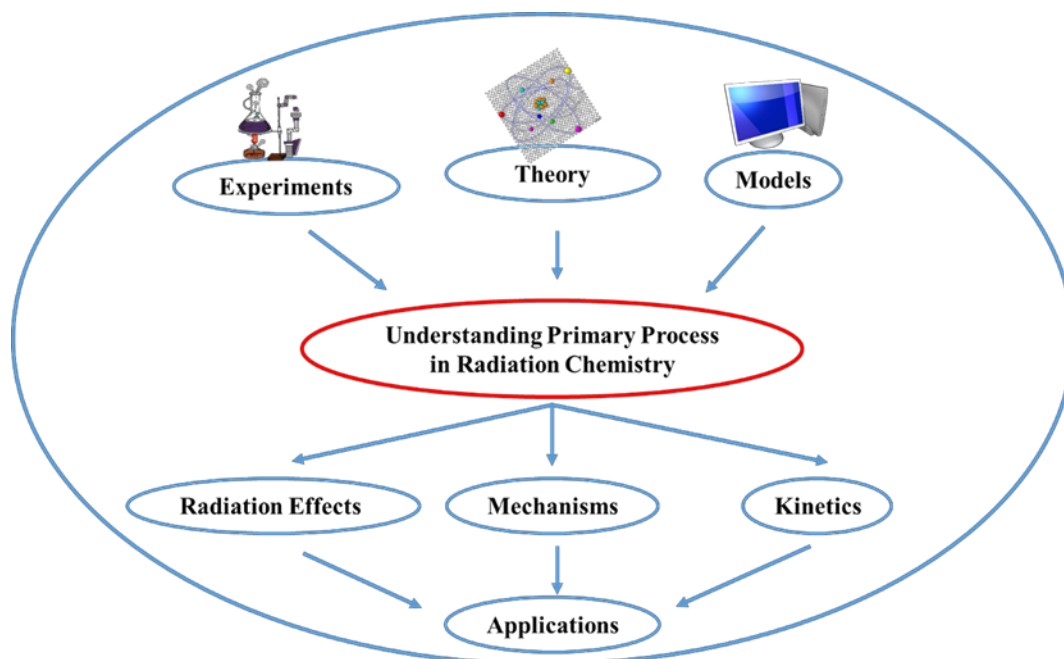 Experiments
Theory
Models
Understanding Primary Process
in Radiation Chemistry
Radiation Effects
Mechanisms
Kinetics
Applications